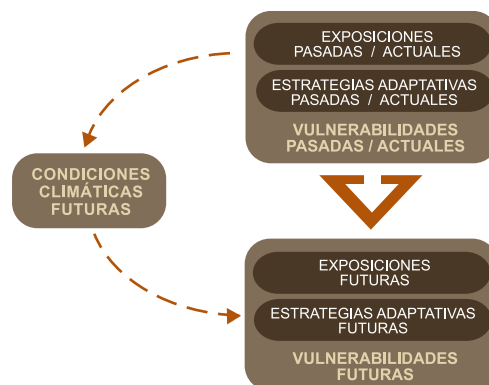 EXPOSICIONES
PASADAS / ACTUALES
ESTRATEGIAS ADAPTATIVAS
PASADAS / ACTUALES
VULNERABILIDADES
PASADAS / ACTUALES
CONDICIONES
CLIMÁTICAS
FUTURAS
EXPOSICIONES
FUTURAS
ESTRATEGIAS ADAPTATIVAS
FUTURAS
VULNERABILIDADES
FUTURAS